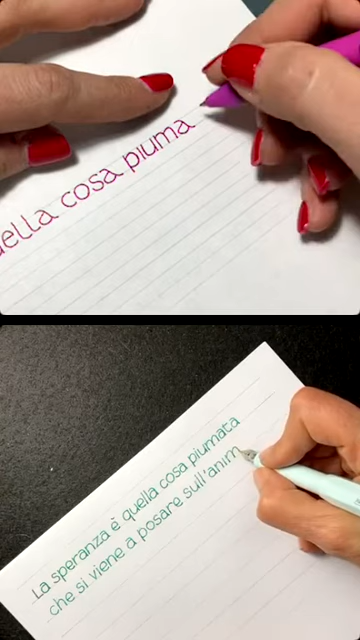 uella cosa piuma
La speranza è quella cosa piumata
che si viene a posare sull'anim